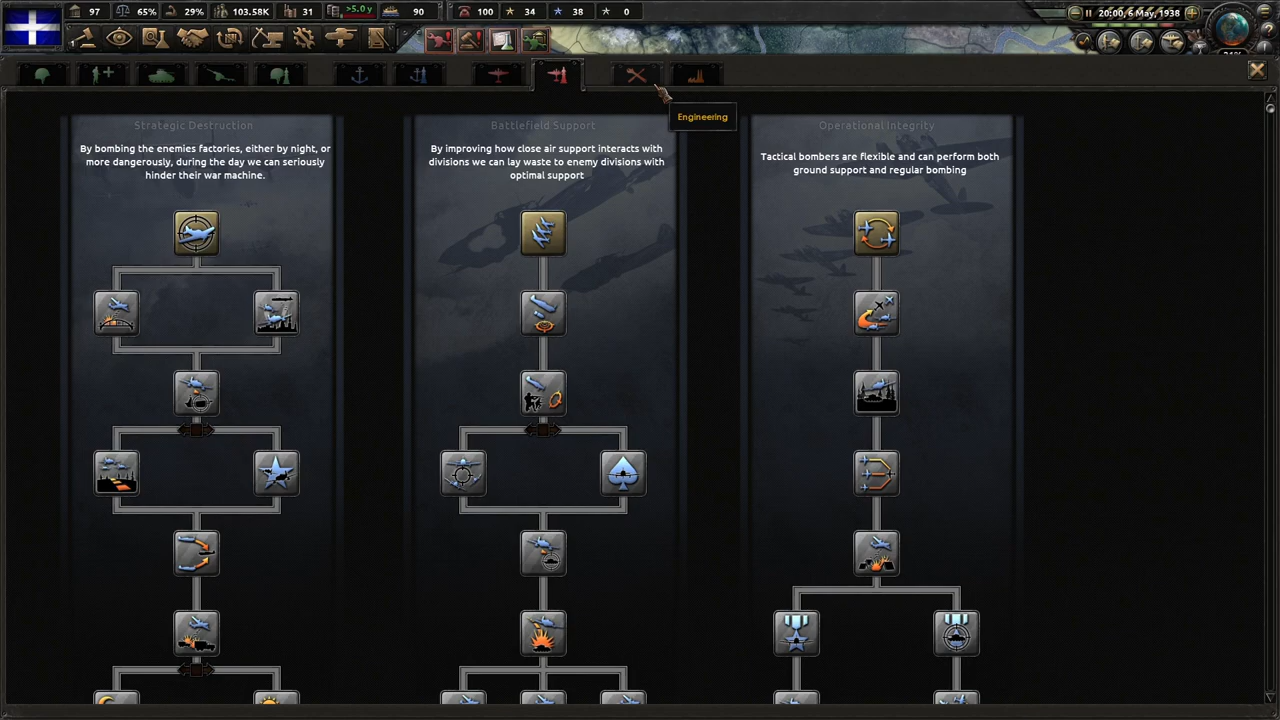 97 65% 29% 103.58K 31 >5.0 y 90 100 34 38 0 20:00, 6 May, 1938
Engineering
Strategic Destruction
By bombing the enemies factories, either by night, or
more dangerously, during the day we can seriously
hinder their war machine.
Battlefield Support
By improving how close air support interacts with
divisions we can lay waste to enemy divisions with
optimal support
Operational Integrity
Tactical bombers are flexible and can perform both
ground support and regular bombing